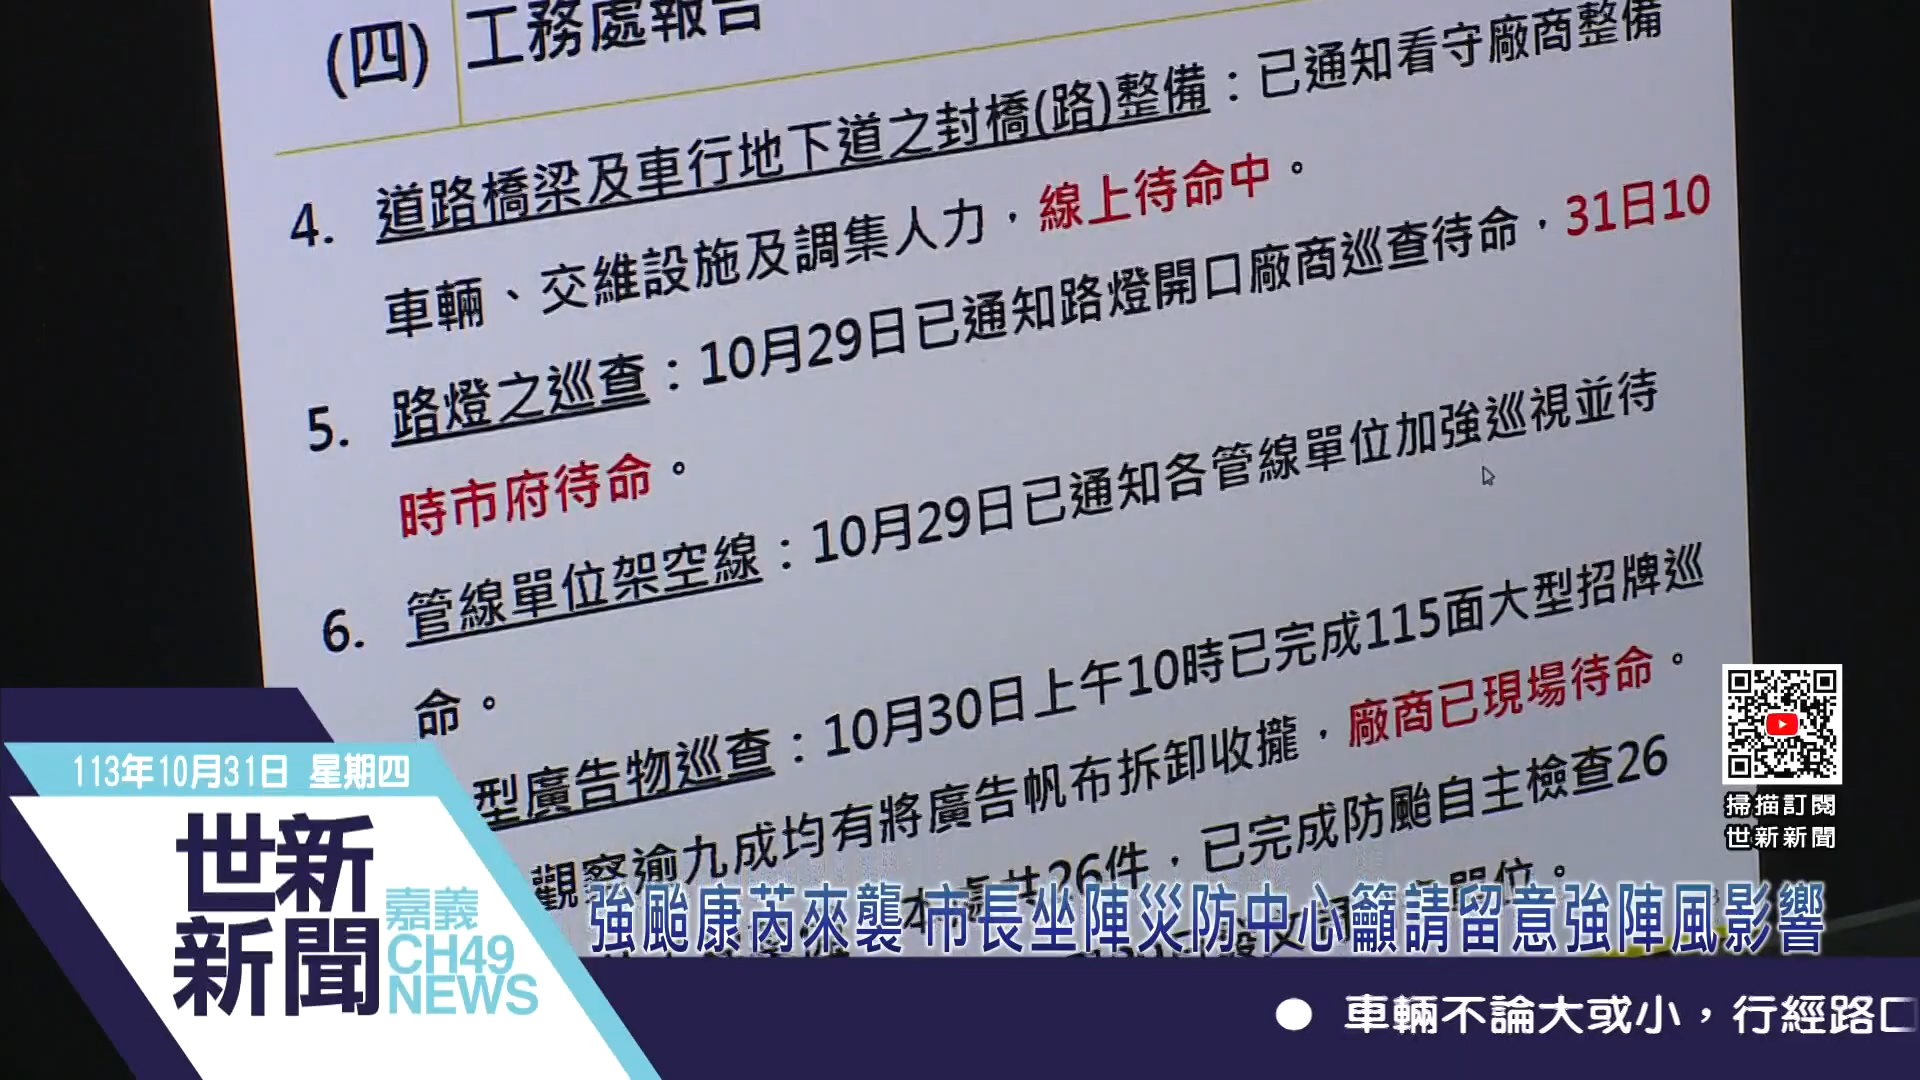 (四) 工務處報告
4. 道路橋梁及車行地下道之封橋(路)整備：已通知看守廠商整備
車輛、交維設施及調集人力，線上待命中。
5. 路燈之巡查：10月29日已通知路燈開口廠商巡查待命，31日10
時市府待命。
6. 管線單位架空線：10月29日已通知各管線單位加強巡視並待
命。
型廣告物巡查：10月30日上午10時已完成115面大型招牌巡
觀察逾九成均有將廣告帆布拆卸收攏，廠商已現場待命。
本處共26件，已完成防颱自主檢查26
單位。
強颱康芮來襲 市長坐陣災防中心籲請留意強陣風影響
113年10月31日 星期四
世新
新聞
嘉義
CH49
NEWS
掃描訂閱
世新新聞
● 車輛不論大或小，行經路口